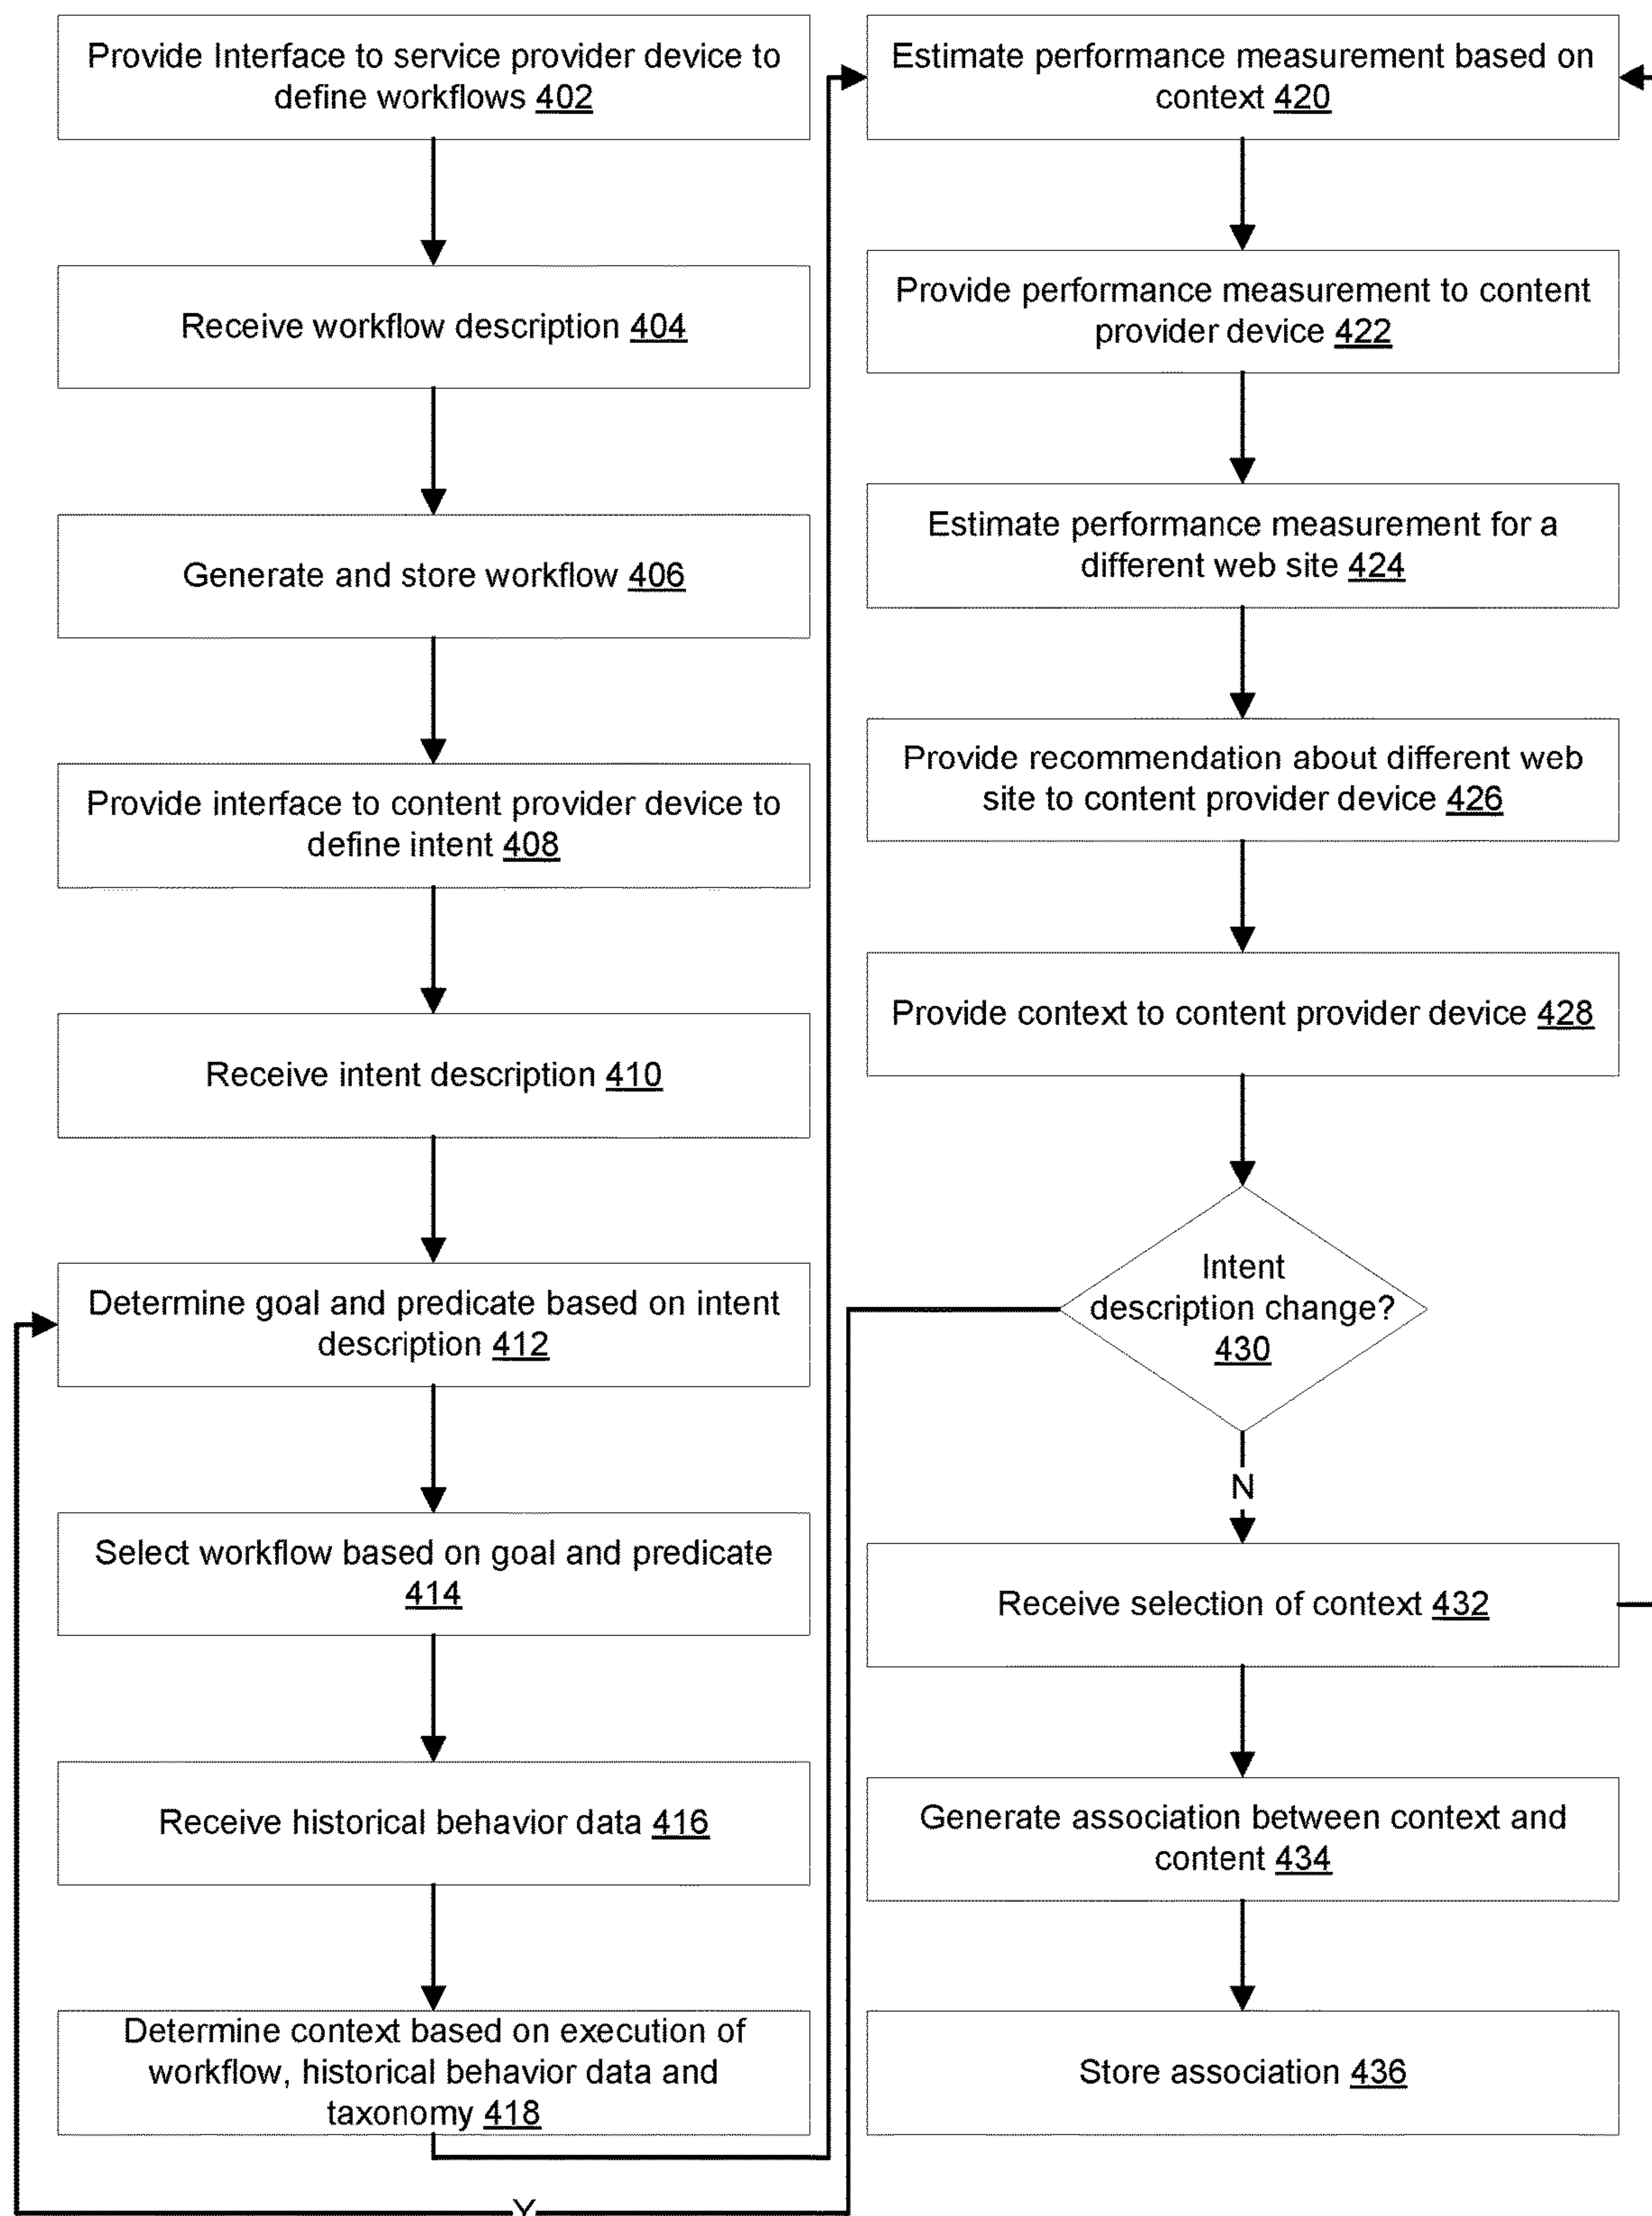 Provide Interface to service provider device to
define workflows 402
Receive workflow description 404
Generate and store workflow 406
Provide interface to content provider device to
define intent 408
Receive intent description 410
Determine goal and predicate based on intent
description 412
Select workflow based on goal and predicate
414
Receive historical behavior data 416
Determine context based on execution of
workflow, historical behavior data and
taxonomy 418
Estimate performance measurement based on
context 420
Provide performance measurement to content
provider device 422
Estimate performance measurement for a
different web site 424
Provide recommendation about different web
site to content provider device 426
Provide context to content provider device 428
Intent
description change?
430
N
Receive selection of context 432
Generate association between context and
content 434
Store association 436
Y